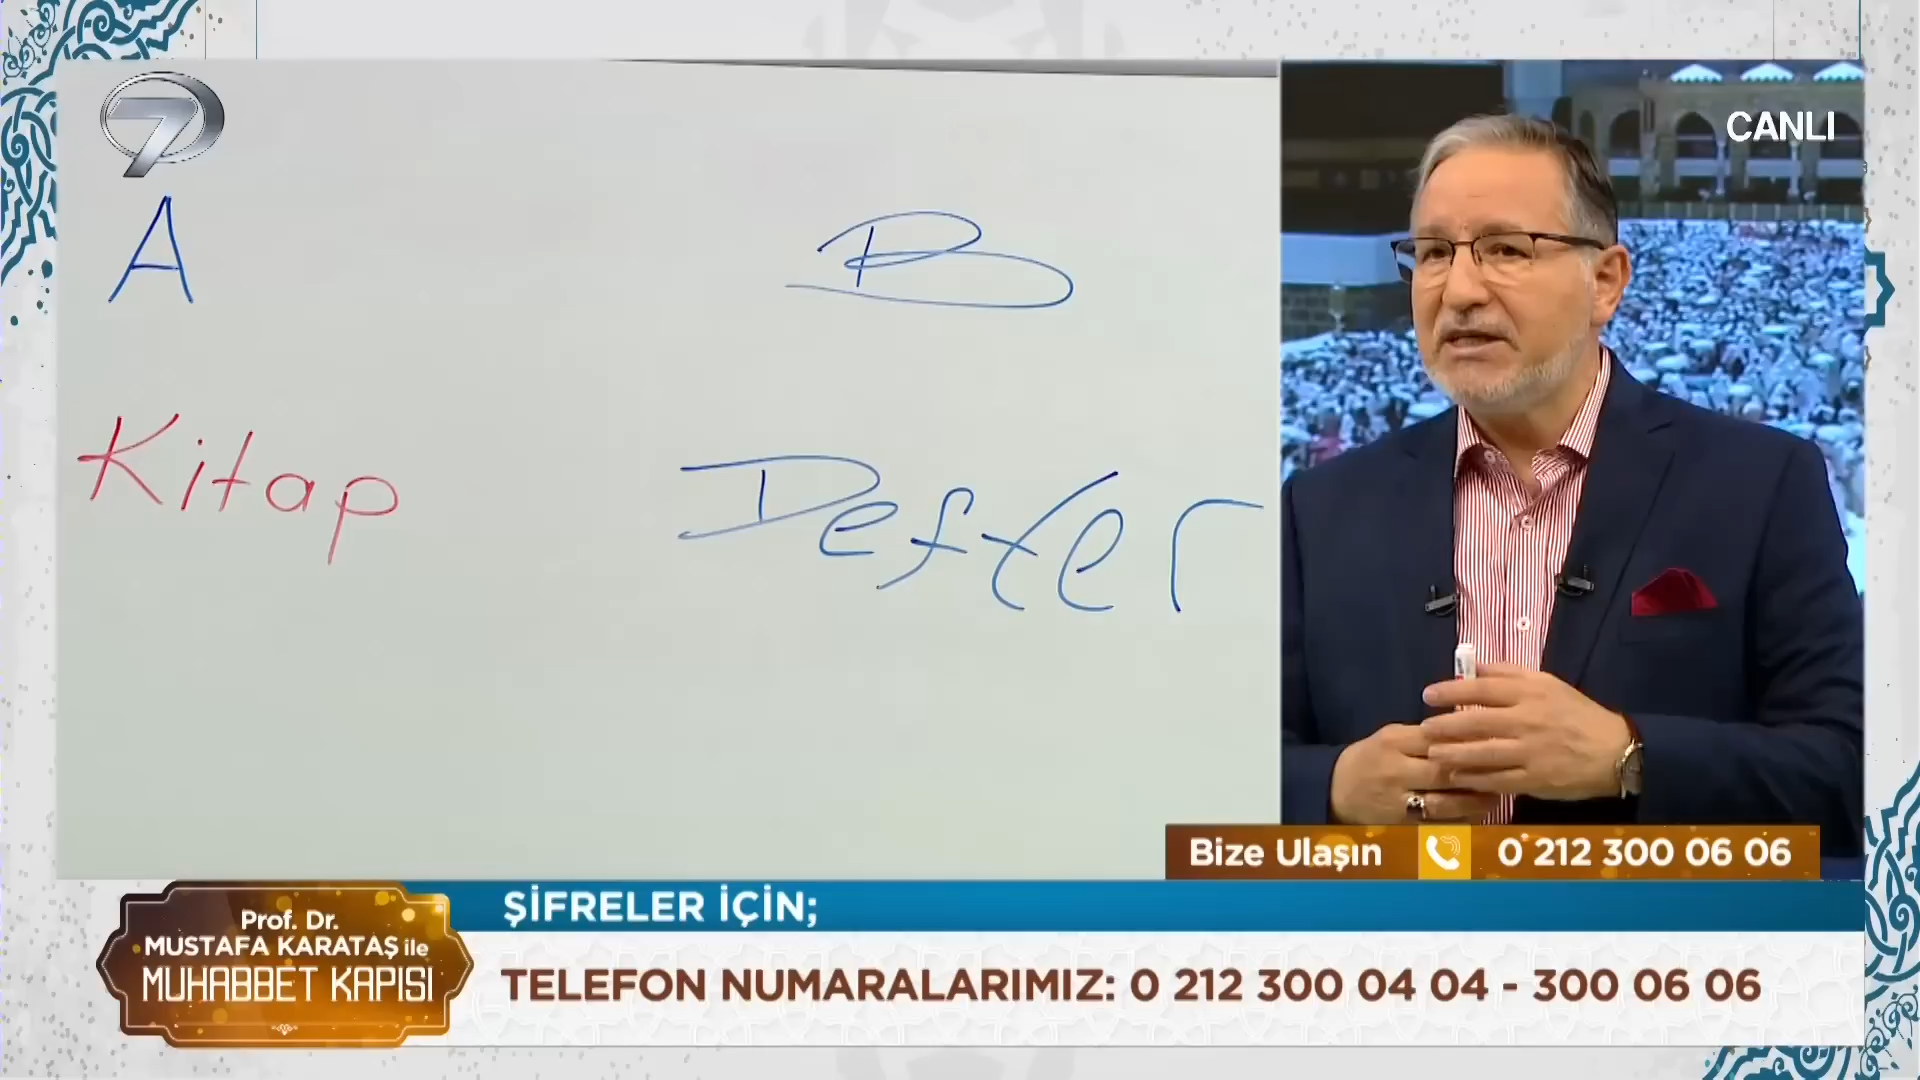 7
CANLI
A B
Kitap Defter
Bize Ulaşın 0 212 300 06 06
ŞİFRELER İÇİN;
Prof. Dr.
MUSTAFA KARATAŞ ile
MUHABBET KAPISI
TELEFON NUMARALARIMIZ: 0 212 300 04 04 - 300 06 06